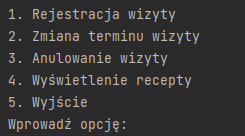 1. Rejestracja wizyty
2. Zmiana terminu wizyty
3. Anulowanie wizyty
4. Wyświetlenie recepty
5. Wyjście
Wprowadź opcję: